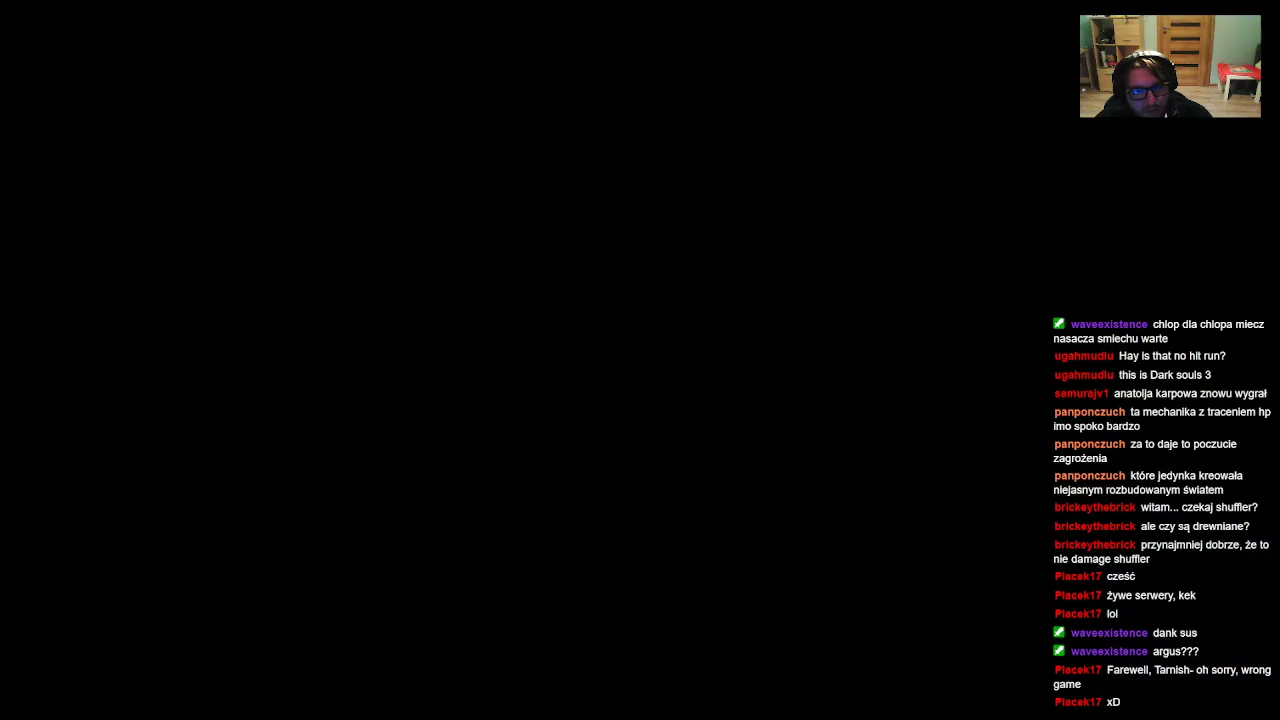 waveexistence chlop dla chlopa miecz
nasacza smiechu warte
ugahmudlu Hay is that no hit run?
ugahmudlu this is Dark souls 3
samurajv1 anatolja karpowa znowu wygrał
panponczuch ta mechanika z traceniem hp
imo spoko bardzo
panponczuch za to daje to poczucie
zagrożenia
panponczuch które jedynka kreowała
niejasnym rozbudowanym światem
brickeythebrick witam... czekaj shuffler?
brickeythebrick ale czy są drewniane?
brickeythebrick przynajmniej dobrze, że to
nie damage shuffler
Placek17 cześć
Placek17 żywe serwery, kek
Placek17 lol
waveexistence dank sus
waveexistence argus???
Placek17 Farewell, Tarnish- oh sorry, wrong
game
Placek17 xD